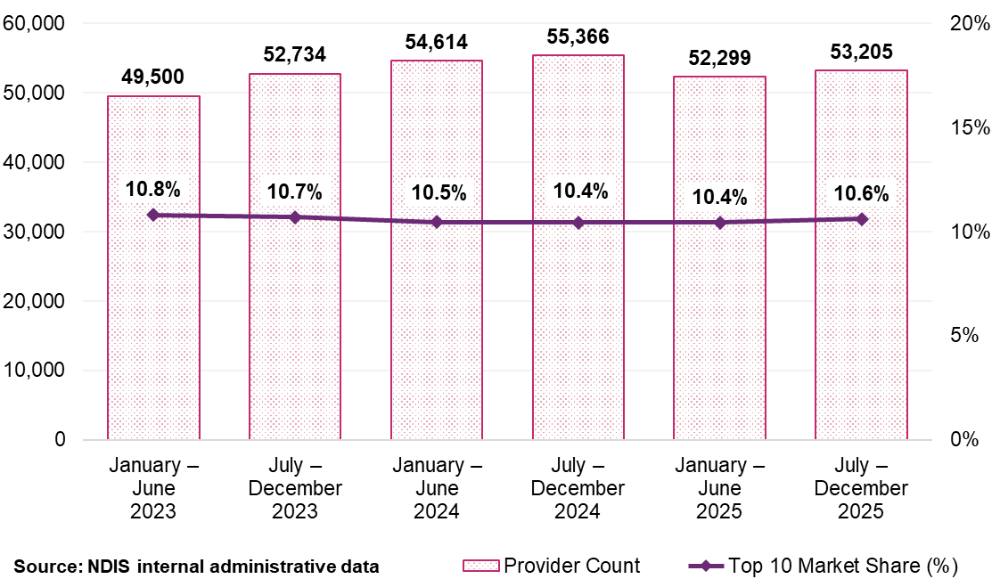 60,000
50,000
40,000
30,000
20,000
10,000
0
20%
15%
10%
5%
0%
49,500
52,734
54,614
55,366
52,299
53,205
10.8%
10.7%
10.5%
10.4%
10.4%
10.6%
January –
June
2023
July –
December
2023
January –
June
2024
July –
December
2024
January –
June
2025
July –
December
2025
Source: NDIS internal administrative data
Provider Count
Top 10 Market Share (%)